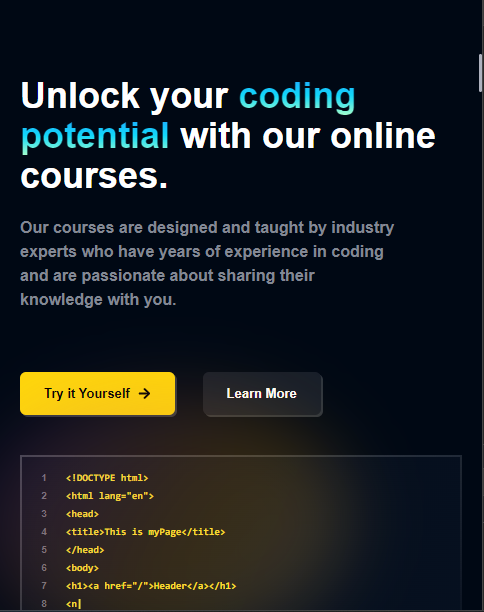 Unlock your coding
potential with our online
courses.
Our courses are designed and taught by industry
experts who have years of experience in coding
and are passionate about sharing their
knowledge with you.
Try it Yourself →
Learn More
1 <!DOCTYPE html>
2 <html lang="en">
3 <head>
4 <title>This is myPage</title>
5 </head>
6 <body>
7 <h1><a href="/">Header</a></h1>
8 <n|